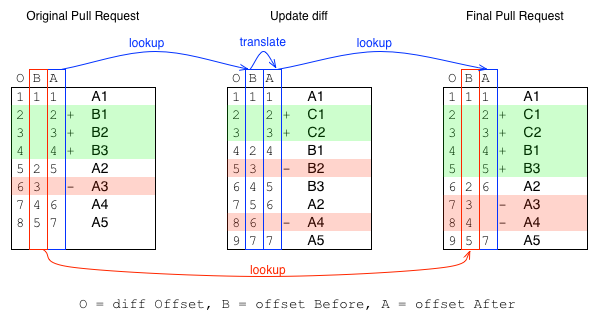 Original Pull Request Update diff Final Pull Request
lookup translate lookup
O B A O B A O B A
1 1 1 A1 1 1 1 A1 1 1 1 A1
2 2 + B1 2 2 + C1 2 2 + C1
3 3 + B2 3 3 + C2 3 3 + C2
4 4 + B3 4 2 4 B1 4 4 + B1
5 2 5 A2 5 3 - B2 5 5 + B3
6 3 - A3 6 4 5 B3 6 2 6 A2
7 4 6 A4 7 5 6 A2 7 3 - A3
8 5 7 A5 8 6 - A4 8 4 - A4
9 7 7 A5 9 5 7 A5
lookup
O = diff Offset, B = offset Before, A = offset After